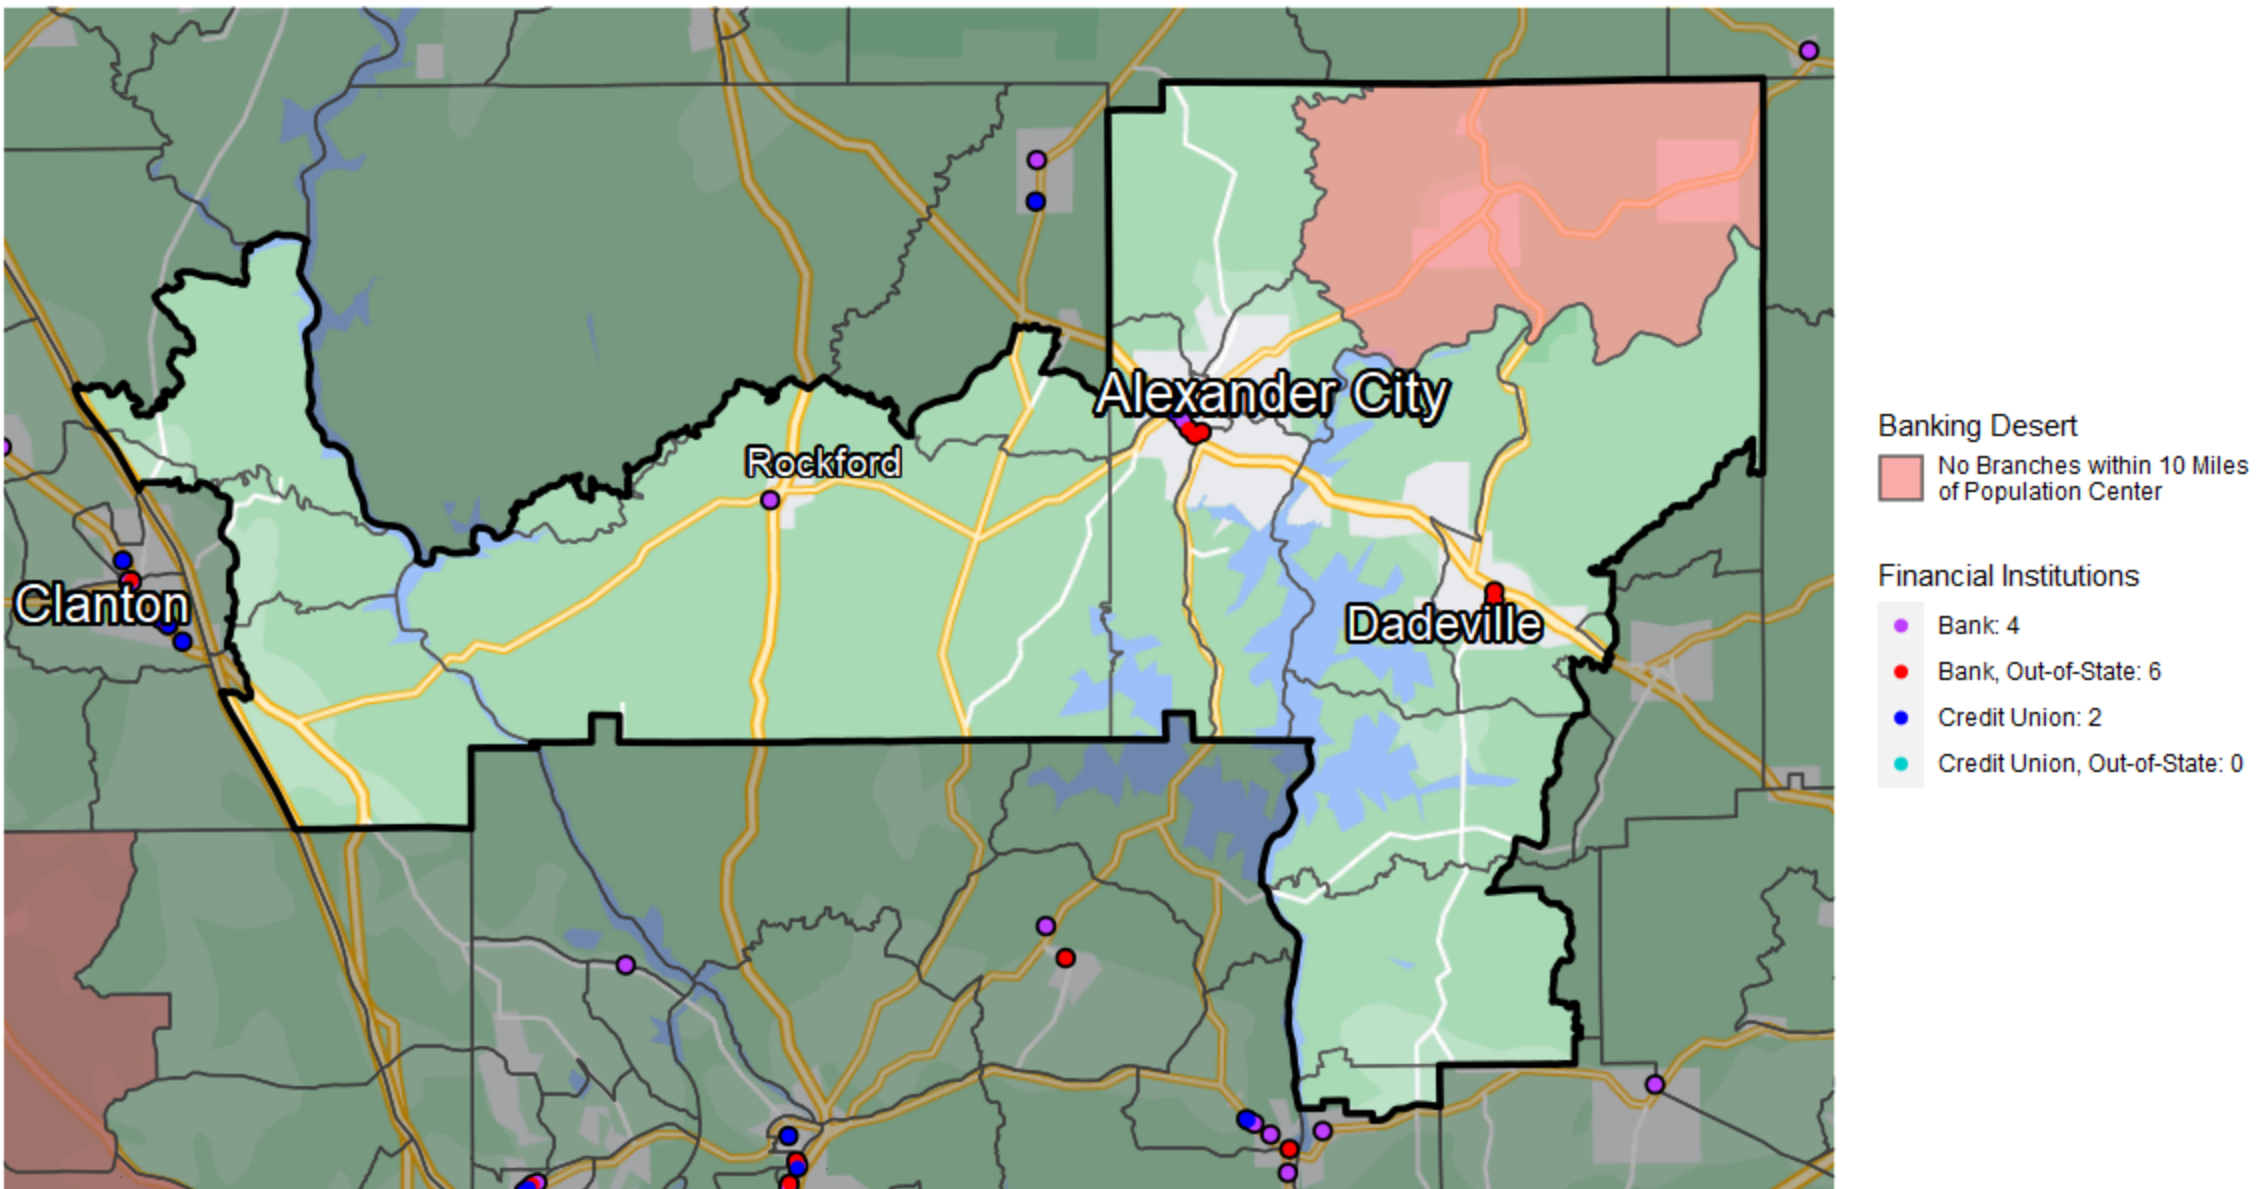 Alexander City
Rockford
Clanton
Dadeville
Banking Desert
No Branches within 10 Miles
of Population Center
Financial Institutions
Bank: 4
Bank, Out-of-State: 6
Credit Union: 2
Credit Union, Out-of-State: 0